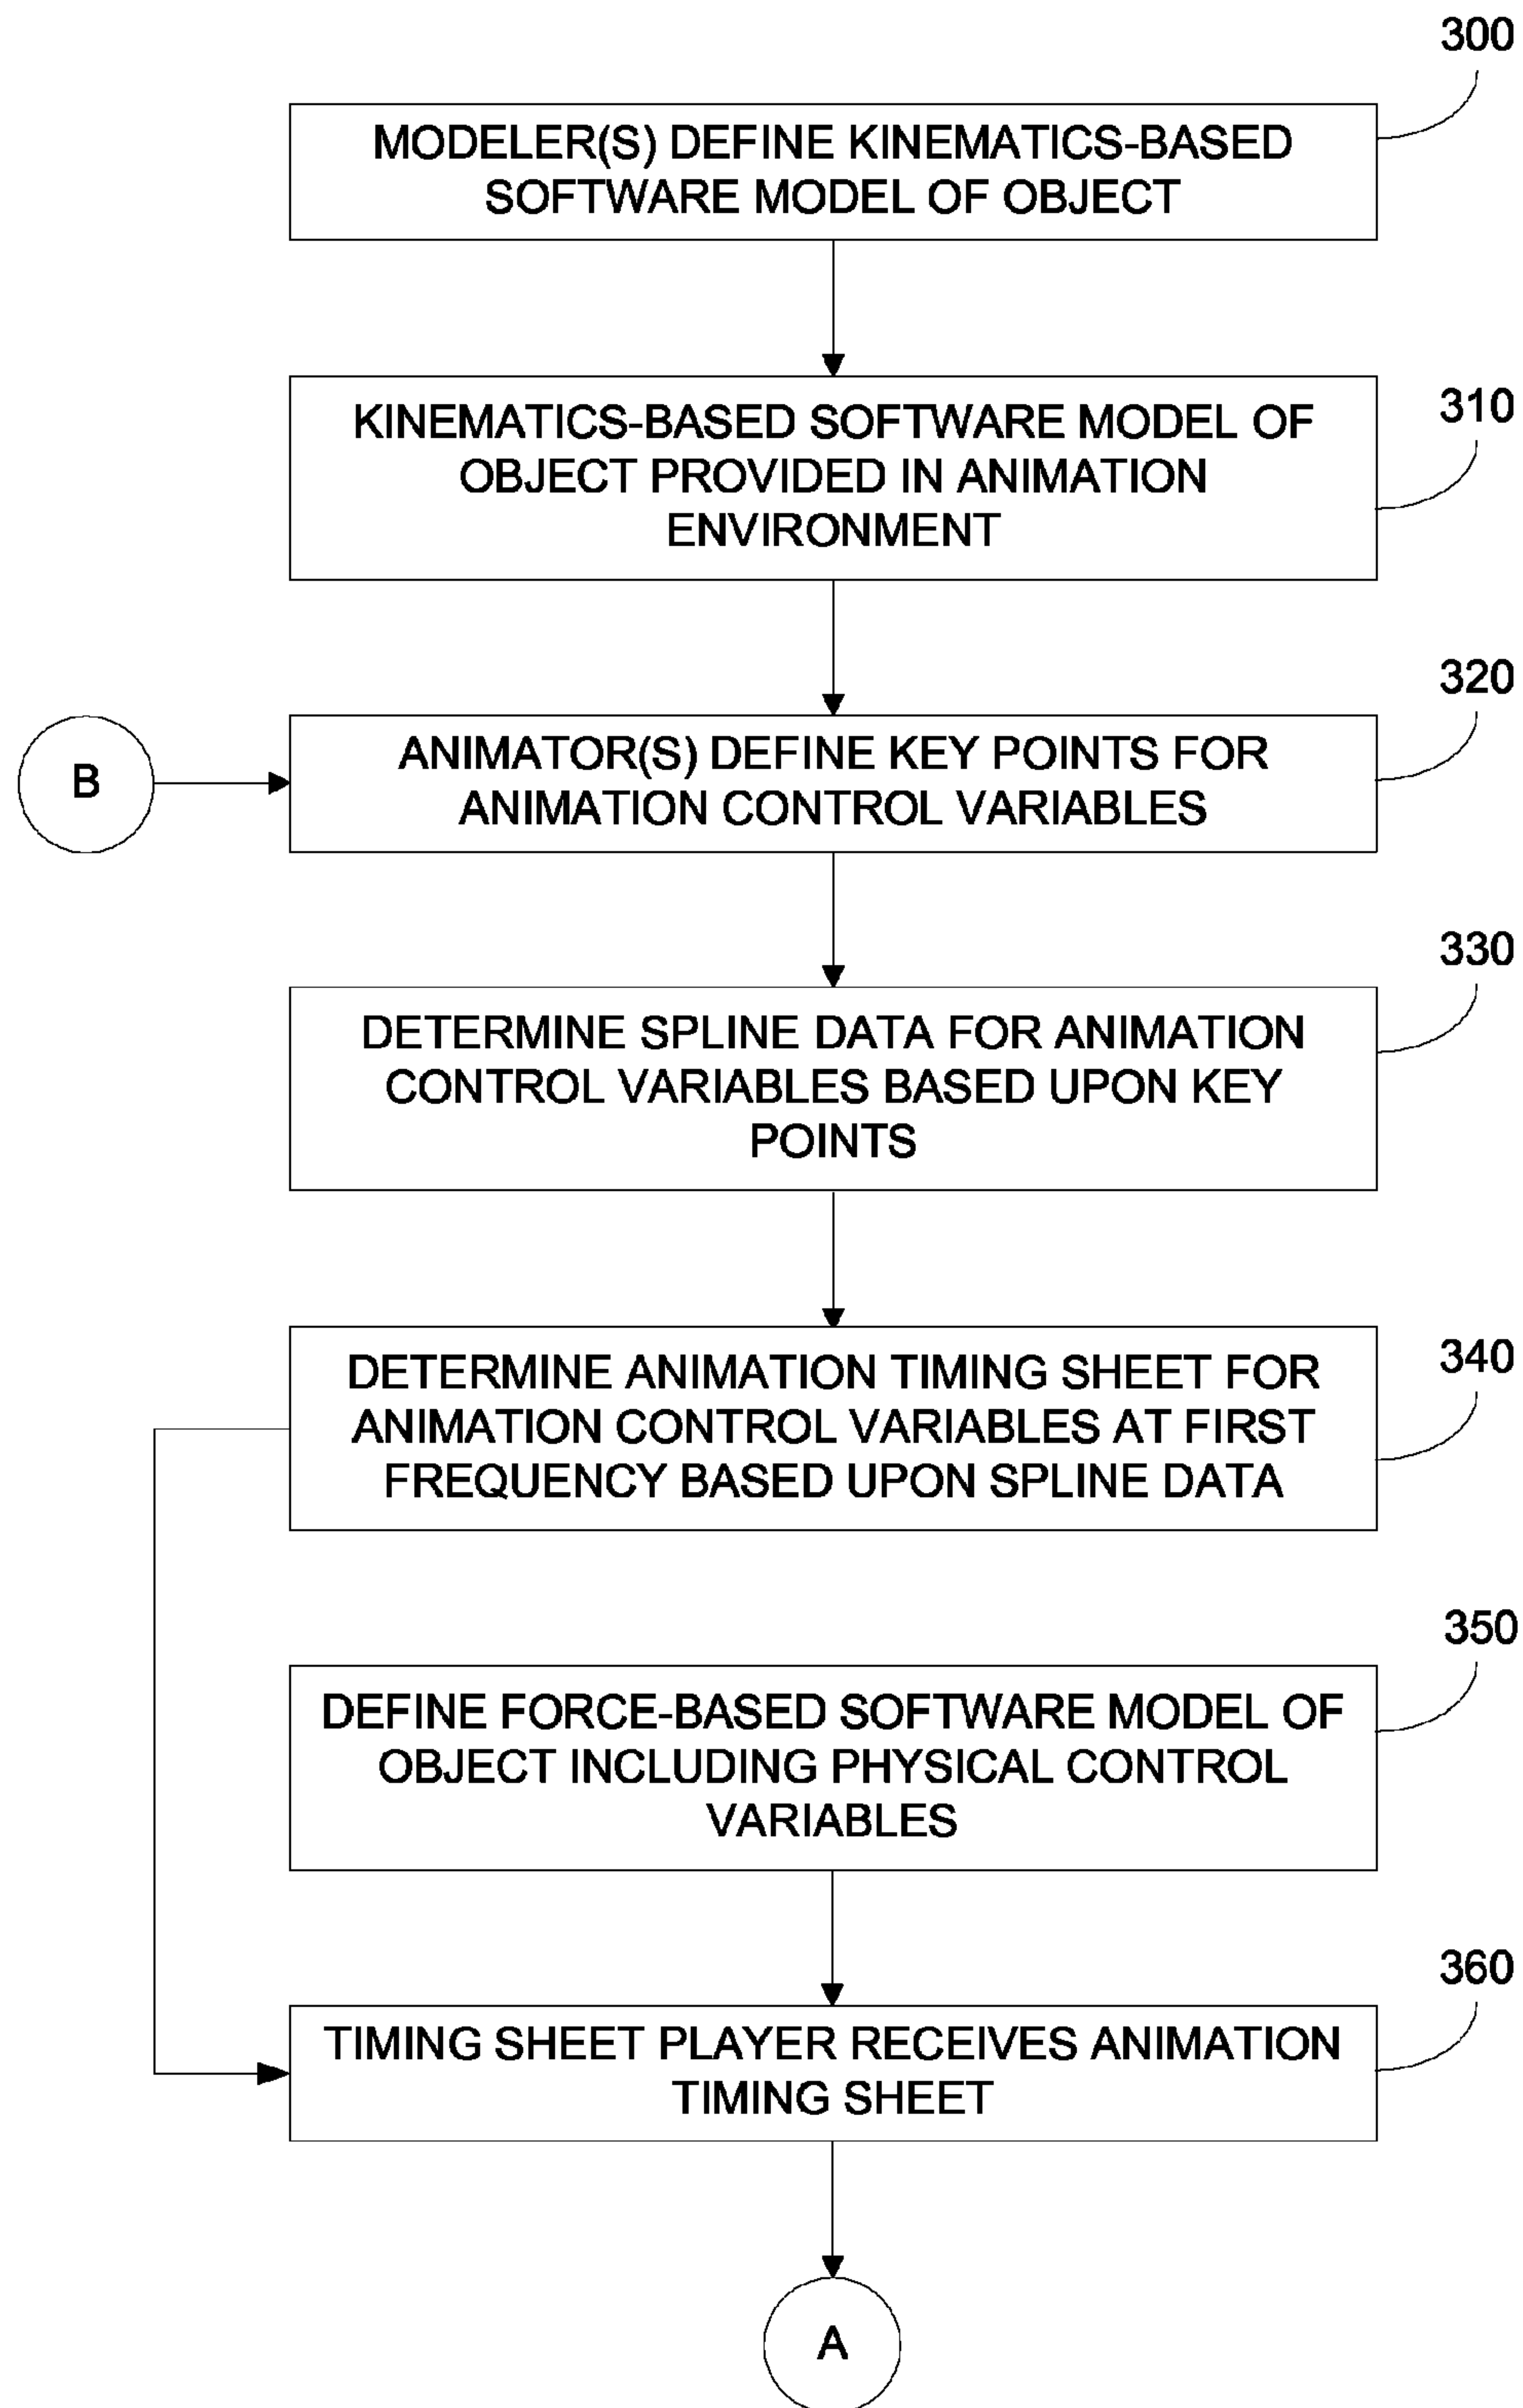 300
MODELER(S) DEFINE KINEMATICS-BASED
SOFTWARE MODEL OF OBJECT
310
KINEMATICS-BASED SOFTWARE MODEL OF
OBJECT PROVIDED IN ANIMATION
ENVIRONMENT
320
B
ANIMATOR(S) DEFINE KEY POINTS FOR
ANIMATION CONTROL VARIABLES
330
DETERMINE SPLINE DATA FOR ANIMATION
CONTROL VARIABLES BASED UPON KEY
POINTS
340
DETERMINE ANIMATION TIMING SHEET FOR
ANIMATION CONTROL VARIABLES AT FIRST
FREQUENCY BASED UPON SPLINE DATA
350
DEFINE FORCE-BASED SOFTWARE MODEL OF
OBJECT INCLUDING PHYSICAL CONTROL
VARIABLES
360
TIMING SHEET PLAYER RECEIVES ANIMATION
TIMING SHEET
A